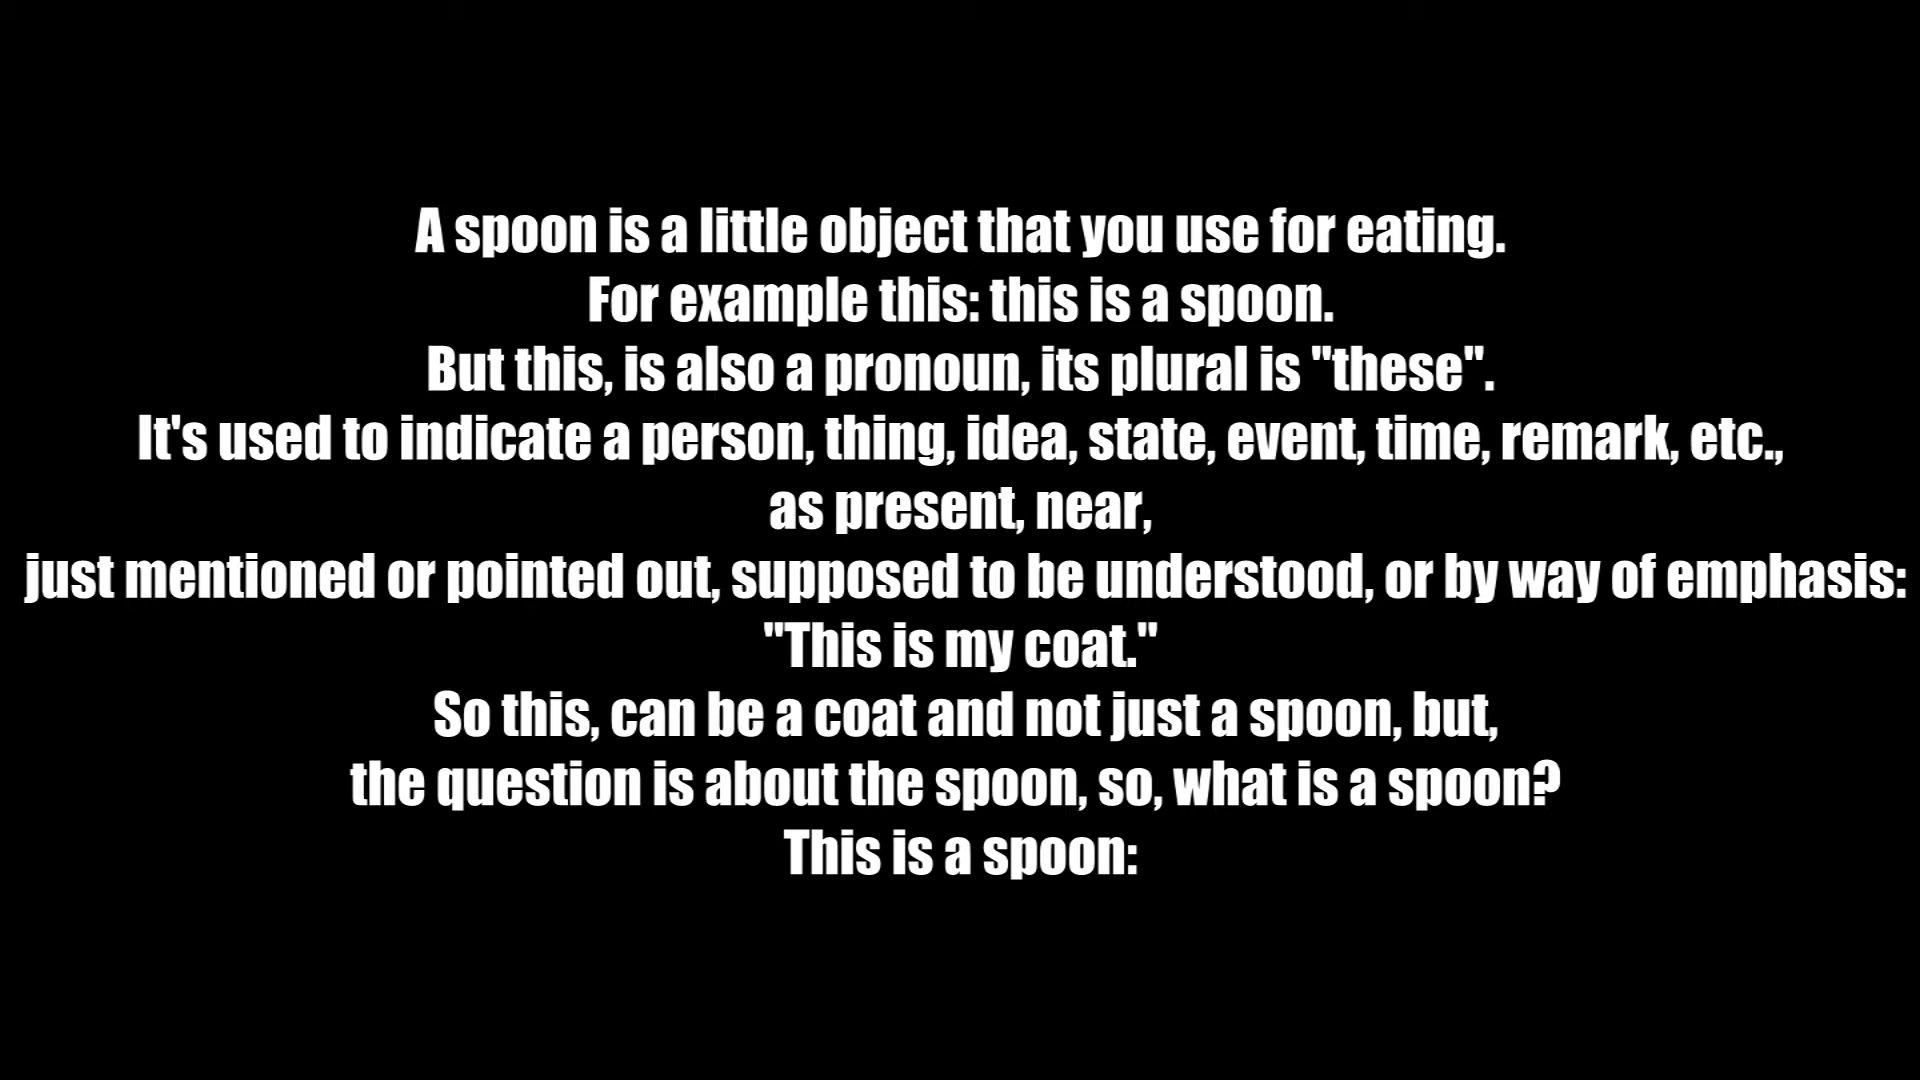 A spoon is a little object that you use for eating.
For example this: this is a spoon.
But this, is also a pronoun, its plural is "these".
It's used to indicate a person, thing, idea, state, event, time, remark, etc.,
as present, near,
just mentioned or pointed out, supposed to be understood, or by way of emphasis:
"This is my coat."
So this, can be a coat and not just a spoon, but,
the question is about the spoon, so, what is a spoon?
This is a spoon: